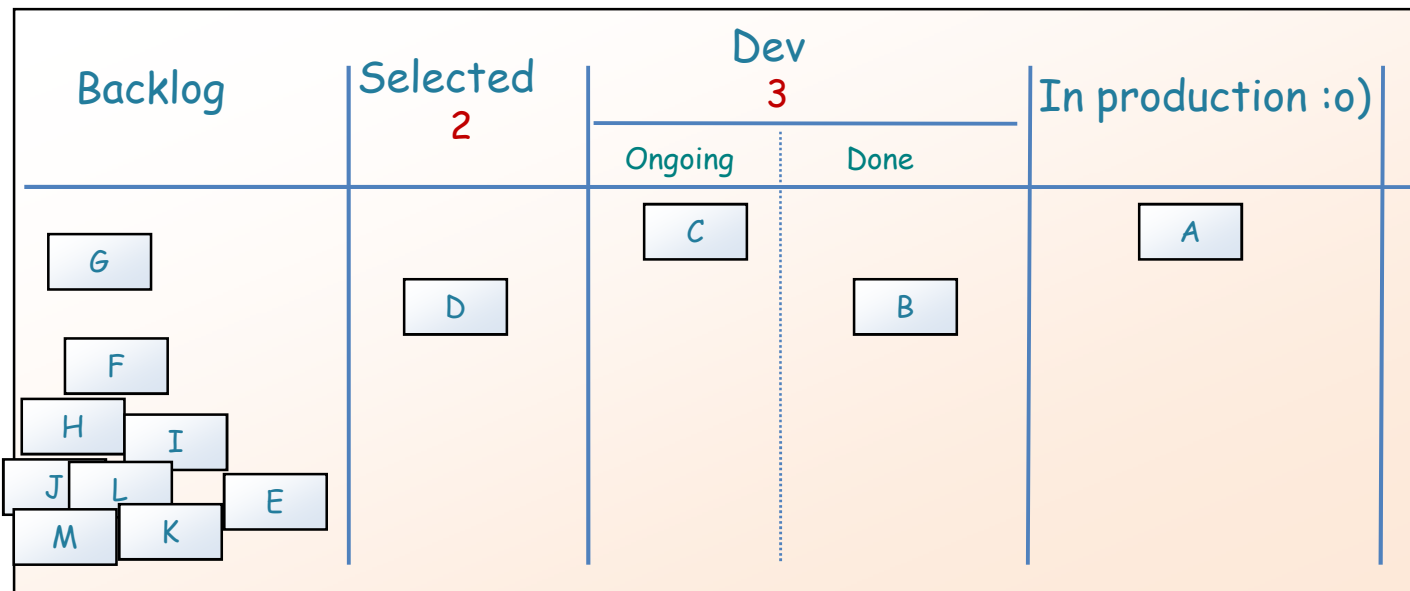 Backlog
Selected
2
Dev
3
In production :o)
Ongoing
Done
G
D
C
B
A
F
H
I
J
L
E
M
K